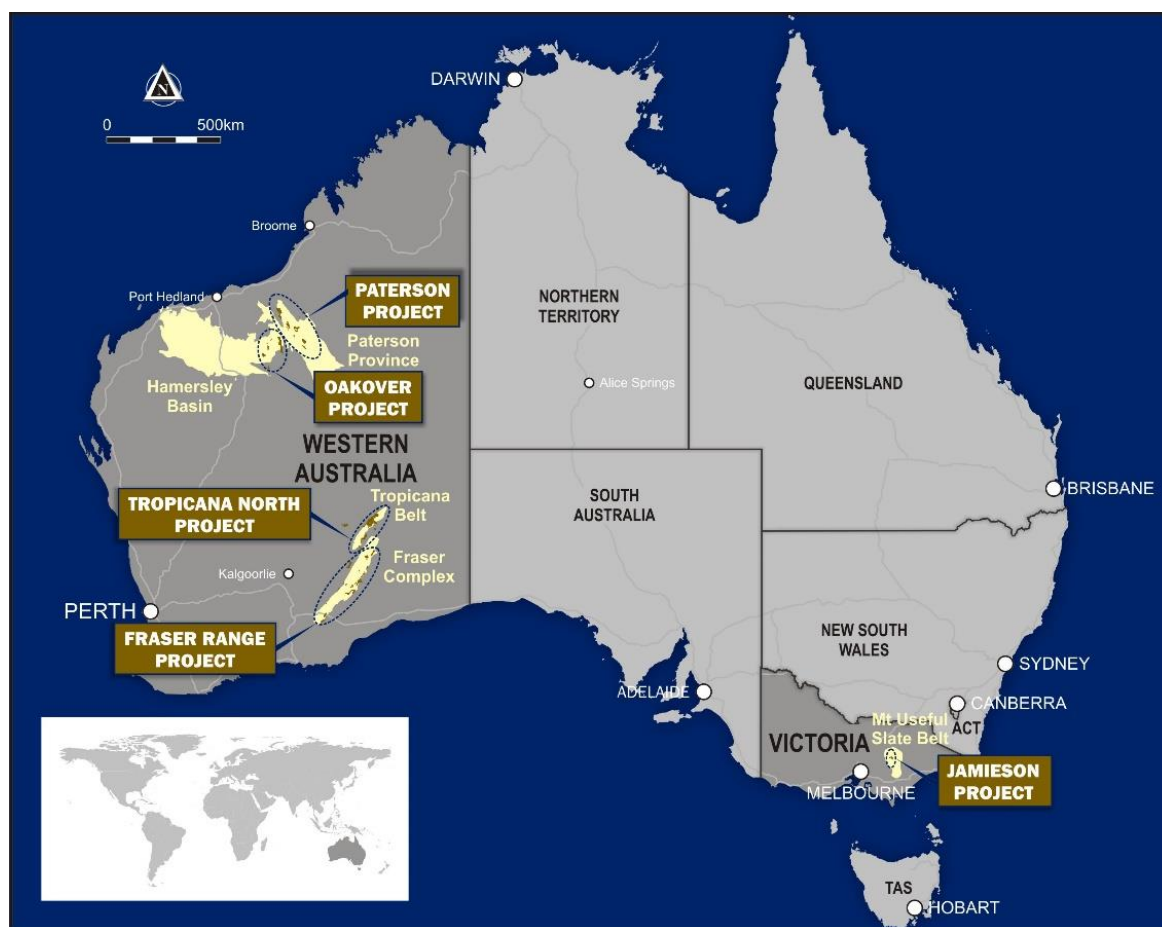 DARWIN
N
0 500km
Broome
Port Hedland
PATERSON
PROJECT
NORTHERN
TERRITORY
Paterson
Province
Hamersley
Basin
OAKOVER
PROJECT
Alice Springs
QUEENSLAND
WESTERN
AUSTRALIA
TROPICANA NORTH
PROJECT
Tropicana
Belt
SOUTH
AUSTRALIA
BRISBANE
Kalgoorlie
Fraser
Complex
PERTH
FRASER RANGE
PROJECT
NEW SOUTH
WALES
SYDNEY
ADELAIDE
CANBERRA
ACT
Mt Useful
Slate Belt
VICTORIA
MELBOURNE
JAMIESON
PROJECT
TAS
HOBART